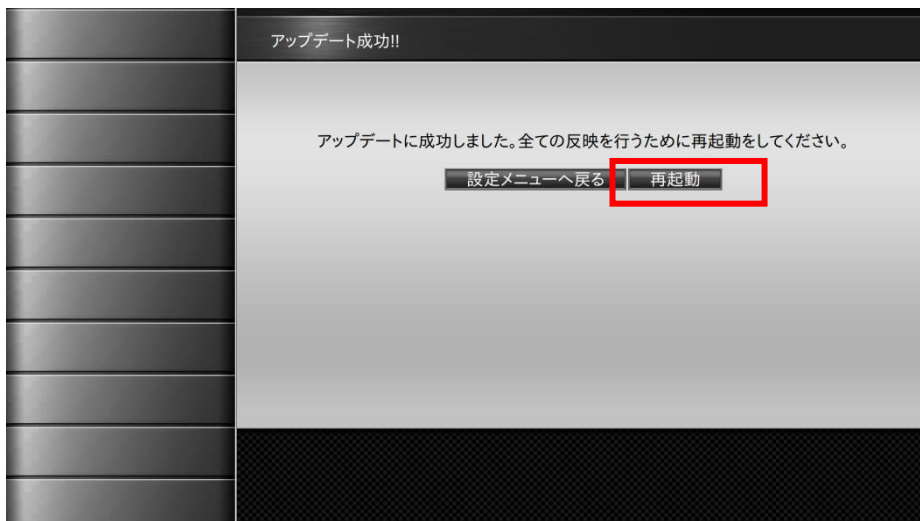 アップデート成功!!
アップデートに成功しました。全ての反映を行うために再起動をしてください。
設定メニューへ戻る 再起動